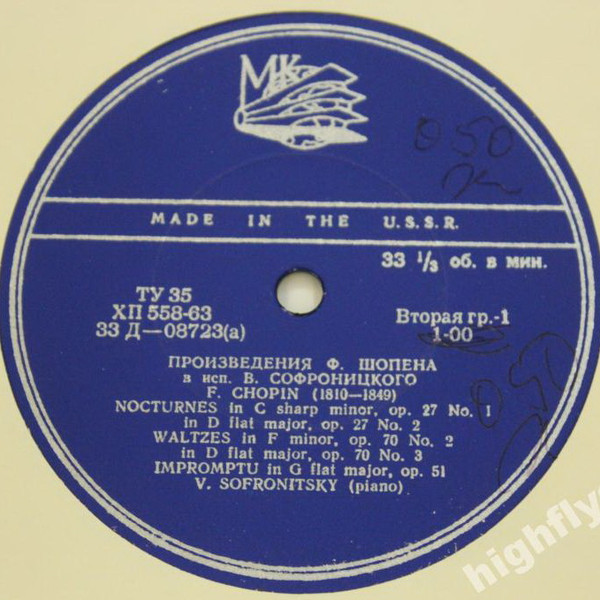 МК
050
MADE IN THE U.S.S.R.
33 1/3 об. в мин.
ТУ 35
ХП 558-63
33 Д—08723(а)
Вторая гр.-1
1-00
050
ПРОИЗВЕДЕНИЯ Ф. ШОПЕНА
в исп. В. СОФРОНИЦКОГО
F. CHOPIN (1810—1849)
NOCTURNES in C sharp minor, op. 27 No. 1
in D flat major, op. 27 No. 2
WALTZES in F minor, op. 70 No. 2
in D flat major, op. 70 No. 3
IMPROMPTU in G flat major, op. 51
V. SOFRONITSKY (piano)
highfly